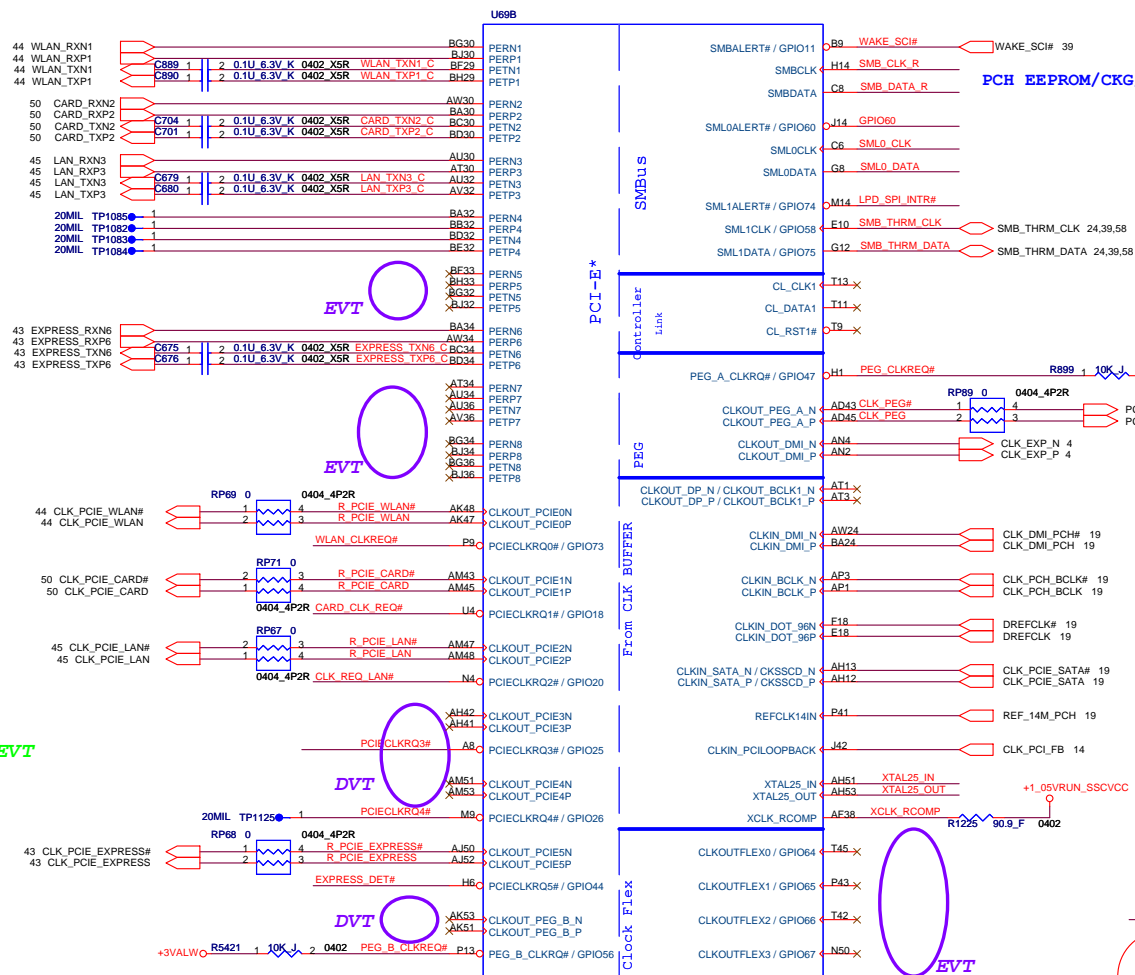 U69B
44 WLAN_RXN1 BG30 PERN1
44 WLAN_RXP1 BJ30 PERP1
44 WLAN_TXN1 C889 1 2 0.1U_6.3V_K 0402_X5R WLAN_TXN1_C BF29 PETN1
44 WLAN_TXP1 C890 1 2 0.1U_6.3V_K 0402_X5R WLAN_TXP1_C BH29 PETP1
50 CARD_RXN2 AW30 PERN2
50 CARD_RXP2 BA30 PERP2
50 CARD_TXN2 C704 1 2 0.1U_6.3V_K 0402_X5R CARD_TXN2_C BC30 PETN2
50 CARD_TXP2 C701 1 2 0.1U_6.3V_K 0402_X5R CARD_TXP2_C BD30 PETP2
45 LAN_RXN3 AU30 PERN3
45 LAN_RXP3 AT30 PERP3
45 LAN_TXN3 C679 1 2 0.1U_6.3V_K 0402_X5R LAN_TXN3_C AU32 PETN3
45 LAN_TXP3 C680 1 2 0.1U_6.3V_K 0402_X5R LAN_TXP3_C AV32 PETP3
20MIL TP1085 1 BA32 PERN4
20MIL TP1082 1 BB32 PERP4
20MIL TP1083 1 BD32 PETN4
20MIL TP1084 1 BE32 PETP4
BF33 PERN5
BH33 PERP5
BG32 PETN5
BJ32 PETP5
EVT
43 EXPRESS_RXN6 BA34 PERN6
43 EXPRESS_RXP6 AW34 PERP6
43 EXPRESS_TXN6 C675 1 2 0.1U_6.3V_K 0402_X5R EXPRESS_TXN6_C BC34 PETN6
43 EXPRESS_TXP6 C676 1 2 0.1U_6.3V_K 0402_X5R EXPRESS_TXP6_C BD34 PETP6
AT34 PERN7
AU34 PERP7
AU36 PETN7
AV36 PETP7
BG34 PERN8
BJ34 PERP8
BG36 PETN8
BJ36 PETP8
EVT
RP69 0 0404_4P2R
44 CLK_PCIE_WLAN# 1 4 R_PCIE_WLAN# AK48 CLKOUT_PCIE0N
44 CLK_PCIE_WLAN 2 3 R_PCIE_WLAN AK47 CLKOUT_PCIE0P
WLAN_CLKREQ# P9 PCIECLKRQ0# / GPIO73
RP71 0
50 CLK_PCIE_CARD# 2 3 R_PCIE_CARD# AM43 CLKOUT_PCIE1N
50 CLK_PCIE_CARD 1 4 R_PCIE_CARD AM45 CLKOUT_PCIE1P
0404_4P2R CARD_CLK_REQ# U4 PCIECLKRQ1# / GPIO18
RP67 0
45 CLK_PCIE_LAN# 2 3 R_PCIE_LAN# AM47 CLKOUT_PCIE2N
45 CLK_PCIE_LAN 1 4 R_PCIE_LAN AM48 CLKOUT_PCIE2P
0404_4P2R CLK_REQ_LAN# N4 PCIECLKRQ2# / GPIO20
AH42 CLKOUT_PCIE3N
AH41 CLKOUT_PCIE3P
EVT
PCIECLKRQ3# A8 PCIECLKRQ3# / GPIO25
DVT
AM51 CLKOUT_PCIE4N
AM53 CLKOUT_PCIE4P
20MIL TP1125 1 PCIECLKRQ4# M9 PCIECLKRQ4# / GPIO26
RP68 0 0404_4P2R
43 CLK_PCIE_EXPRESS# 1 4 R_PCIE_EXPRESS# AJ50 CLKOUT_PCIE5N
43 CLK_PCIE_EXPRESS 2 3 R_PCIE_EXPRESS AJ52 CLKOUT_PCIE5P
EXPRESS_DET# H6 PCIECLKRQ5# / GPIO44
DVT
AK53 CLKOUT_PEG_B_N
AK51 CLKOUT_PEG_B_P
+3VALW R5421 1 10K_J 2 0402 PEG_B_CLKREQ# P13 PEG_B_CLKRQ# / GPIO56
PCI-E*
SMBus
Controller
Link
PEG
From CLK BUFFER
Clock Flex
SMBALERT# / GPIO11 B9 WAKE_SCI# WAKE_SCI# 39
SMBCLK H14 SMB_CLK_R
PCH EEPROM/CKG
SMBDATA C8 SMB_DATA_R
SML0ALERT# / GPIO60 J14 GPIO60
SML0CLK C6 SML0_CLK
SML0DATA G8 SML0_DATA
SML1ALERT# / GPIO74 M14 LPD_SPI_INTR#
SML1CLK / GPIO58 E10 SMB_THRM_CLK SMB_THRM_CLK 24,39,58
SML1DATA / GPIO75 G12 SMB_THRM_DATA SMB_THRM_DATA 24,39,58
CL_CLK1 T13
CL_DATA1 T11
CL_RST1# T9
PEG_A_CLKRQ# / GPIO47 H1 PEG_CLKREQ# R899 1 10K_J
RP89 0 0404_4P2R
CLKOUT_PEG_A_N AD43 CLK_PEG# 1 4
CLKOUT_PEG_A_P AD45 CLK_PEG 2 3
CLKOUT_DMI_N AN4 CLK_EXP_N 4
CLKOUT_DMI_P AN2 CLK_EXP_P 4
CLKOUT_DP_N / CLKOUT_BCLK1_N AT1
CLKOUT_DP_P / CLKOUT_BCLK1_P AT3
CLKIN_DMI_N AW24 CLK_DMI_PCH# 19
CLKIN_DMI_P BA24 CLK_DMI_PCH 19
CLKIN_BCLK_N AP3 CLK_PCH_BCLK# 19
CLKIN_BCLK_P AP1 CLK_PCH_BCLK 19
CLKIN_DOT_96N F18 DREFCLK# 19
CLKIN_DOT_96P E18 DREFCLK 19
CLKIN_SATA_N / CKSSCD_N AH13 CLK_PCIE_SATA# 19
CLKIN_SATA_P / CKSSCD_P AH12 CLK_PCIE_SATA 19
REFCLK14IN P41 REF_14M_PCH 19
CLKIN_PCILOOPBACK J42 CLK_PCI_FB 14
XTAL25_IN AH51 XTAL25_IN
XTAL25_OUT AH53 XTAL25_OUT
+1_05VRUN_SSCVCC
XCLK_RCOMP AF38 XCLK_RCOMP R1225 90.9_F 0402
CLKOUTFLEX0 / GPIO64 T45
CLKOUTFLEX1 / GPIO65 P43
CLKOUTFLEX2 / GPIO66 T42
CLKOUTFLEX3 / GPIO67 N50
EVT